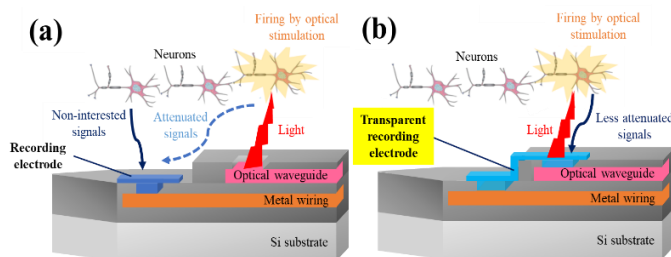 (a)
Firing by optical
stimulation
Neurons
Non-interested
signals
Attenuated
signals
Light
Recording
electrode
Optical waveguide
Metal wiring
Si substrate
(b)
Firing by optical
stimulation
Neurons
Transparent
recording
electrode
Light
Less attenuated
signals
Optical waveguide
Metal wiring
Si substrate